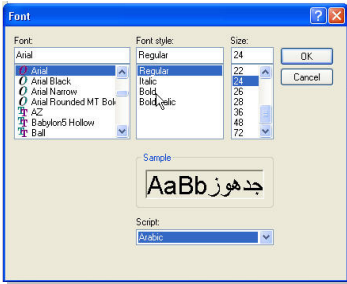 Font
Font: Font style: Size:
Arial Regular 24
Arial Regular 22
Arial Black Italic 24
Arial Narrow Bold 26
Arial Rounded MT Bol Bold Italic 28
AZ 36
Babylon5 Hollow 48
Ball 72
OK
Cancel
Sample
AaBb جدهوز
Script:
Arabic